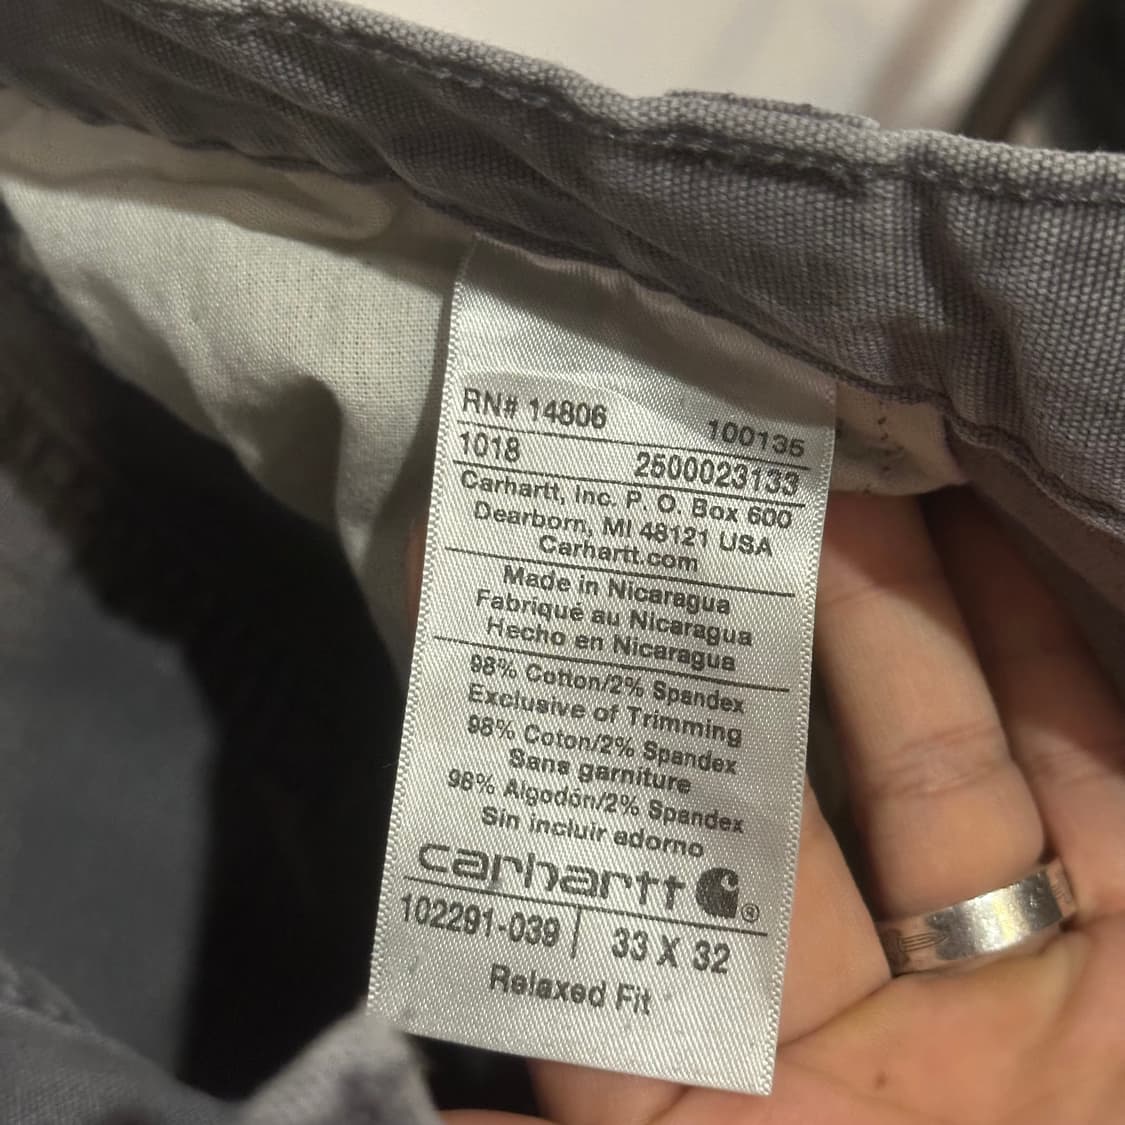 RN# 14806 100135
1018 2500023133
Carhartt, Inc. P. O. Box 600
Dearborn, MI 48121 USA
Carhartt.com
Made in Nicaragua
Fabriqué au Nicaragua
Hecho en Nicaragua
98% Cotton/2% Spandex
Exclusive of Trimming
98% Coton/2% Spandex
Sans garniture
98% Algodón/2% Spandex
Sin incluir adorno
carhartt ®
102291-039 | 33 X 32
Relaxed Fit